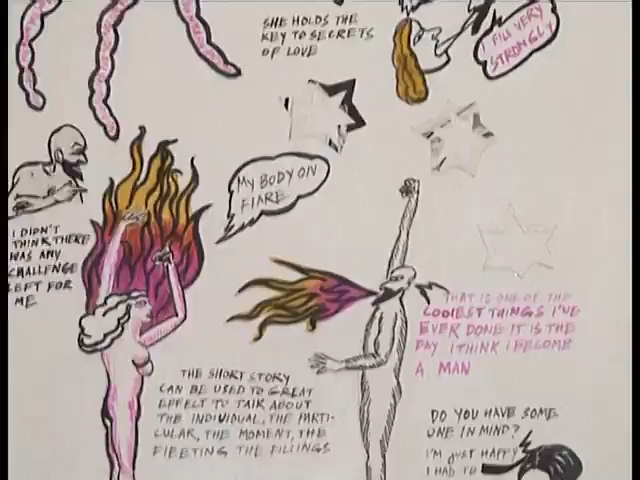 SHE HOLDS THE
KEY TO SECRETS
OF LOVE
I FILL VERY
STRONGLY
MY BODY ON
FIARE
I DIDN'T
THINK THERE
WAS ANY
CHALLENGE
LEFT FOR
ME
THAT IS ONE OF THE
COOLEST THINGS I'VE
EVER DONE IT IS THE
DAY I THINK I BECOME
A MAN
THE SHORT STORY
CAN BE USED TO GREAT
EFFECT TO TALK ABOUT
THE INDIVIDUAL, THE PARTI-
CULAR, THE MOMENT, THE
FLEETING THE FILLINGS
DO YOU HAVE SOME
ONE IN MIND?
I'M JUST HAPPY
I HAD TO